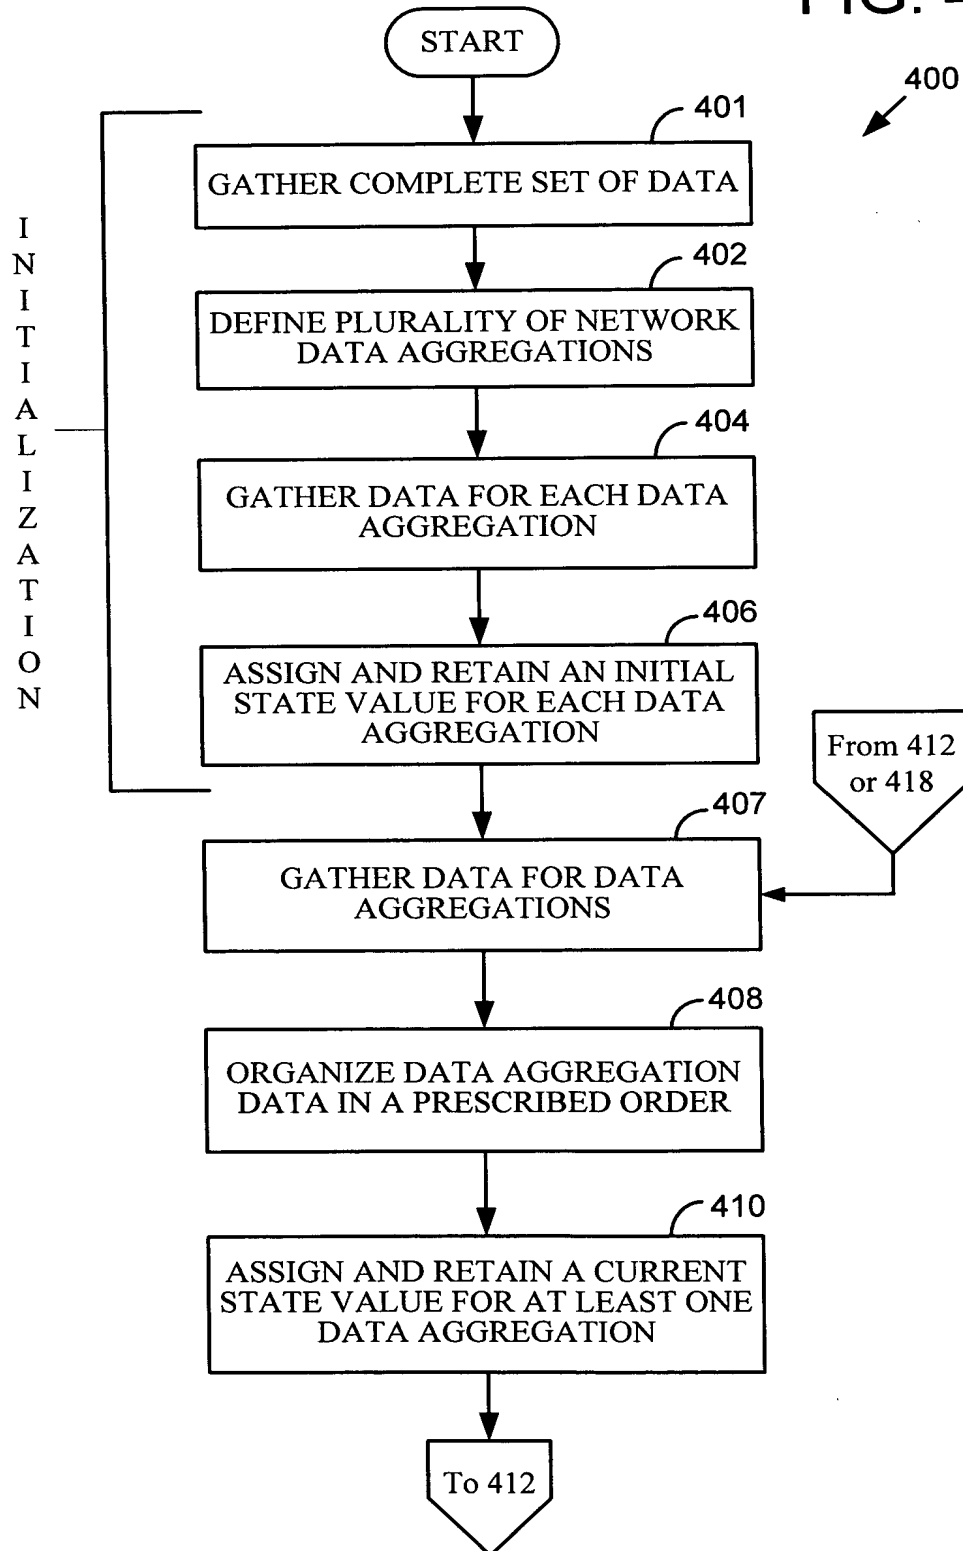 FIG.
START
400
401
GATHER COMPLETE SET OF DATA
402
DEFINE PLURALITY OF NETWORK
DATA AGGREGATIONS
404
GATHER DATA FOR EACH DATA
AGGREGATION
406
ASSIGN AND RETAIN AN INITIAL
STATE VALUE FOR EACH DATA
AGGREGATION
INITIALIZATION
From 412
or 418
407
GATHER DATA FOR DATA
AGGREGATIONS
408
ORGANIZE DATA AGGREGATION
DATA IN A PRESCRIBED ORDER
410
ASSIGN AND RETAIN A CURRENT
STATE VALUE FOR AT LEAST ONE
DATA AGGREGATION
To 412